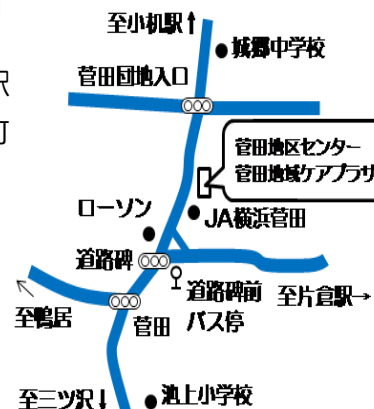 至小机駅↑
城郷中学校
駅
菅田団地入口
町
菅田地区センター
菅田地域ケアプラザ
ローソン
JA横浜菅田
道路碑
道路碑前
バス停
至片倉駅→
至鴨居
菅田
至三ツ沢↓
池上小学校